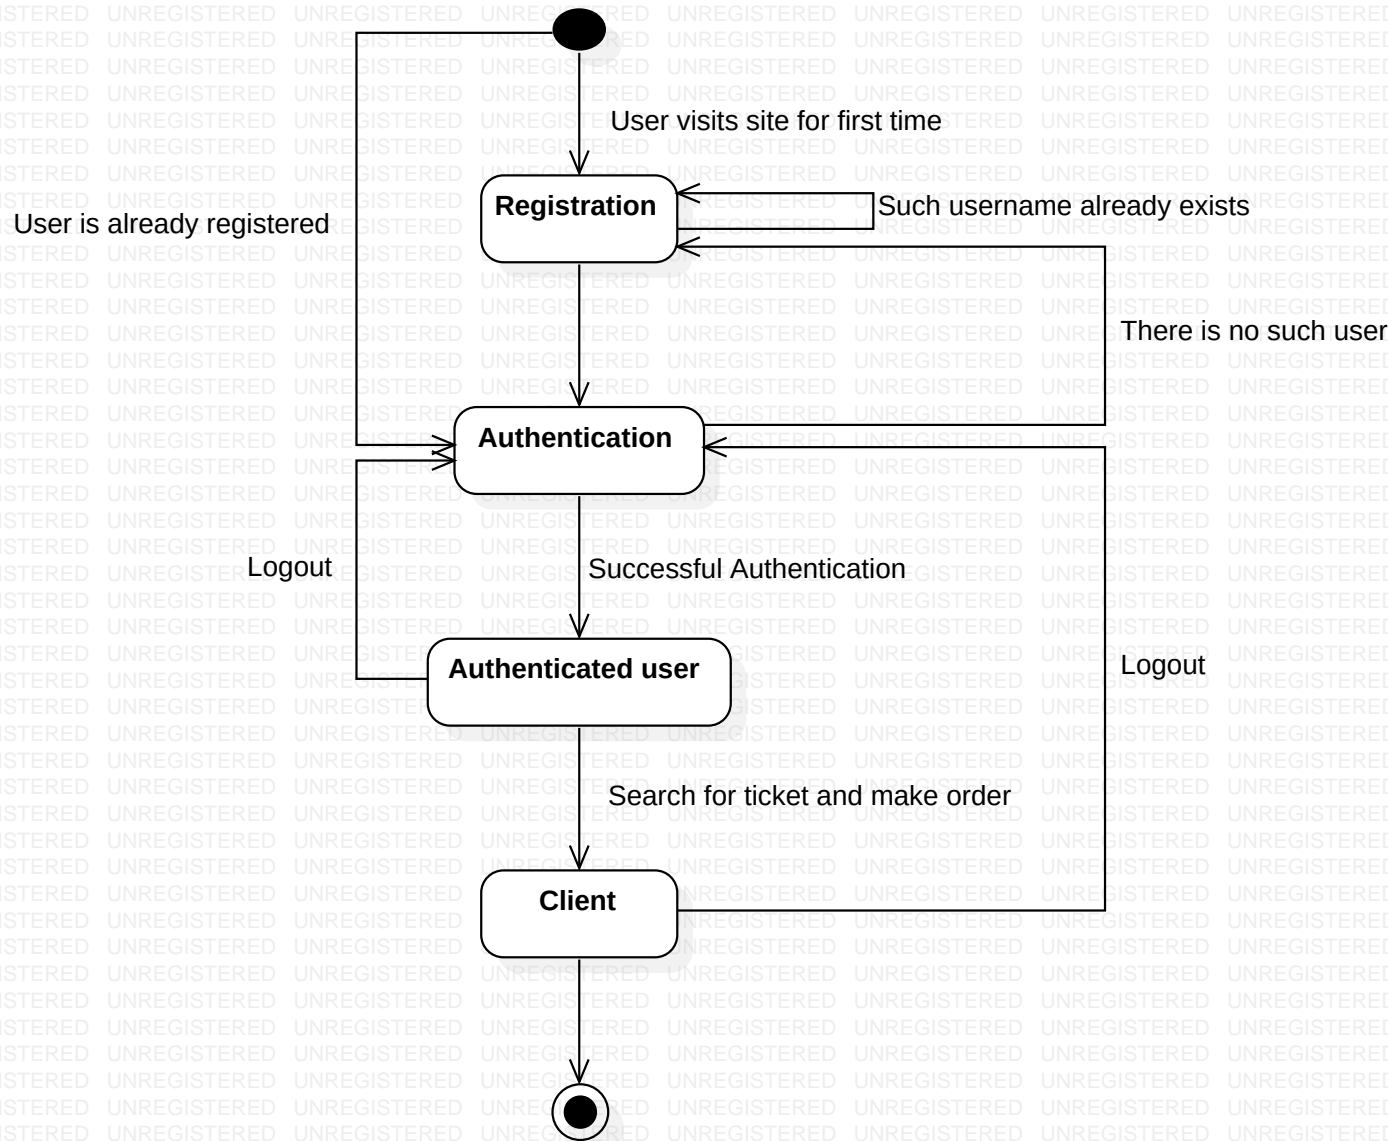 User visits site for first time
Registration
Such username already exists
User is already registered
There is no such user
Authentication
Logout
Successful Authentication
Authenticated user
Logout
Search for ticket and make order
Client
UNREGISTERED